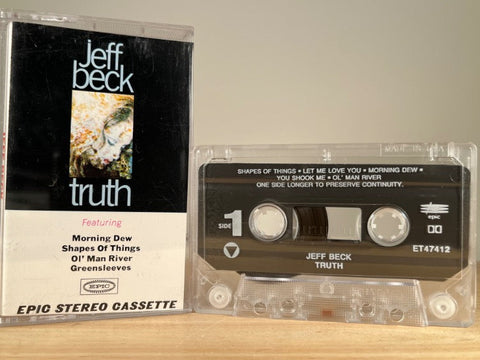 jeff
beck
truth
Featuring
Morning Dew
Shapes Of Things
Ol' Man River
Greensleeves
EPIC
EPIC STEREO CASSETTE
SHAPES OF THINGS • LET ME LOVE YOU • MORNING DEW •
YOU SHOOK ME • OL' MAN RIVER
ONE SIDE LONGER TO PRESERVE CONTINUITY.
SIDE 1
epic
ET47412
JEFF BECK
TRUTH